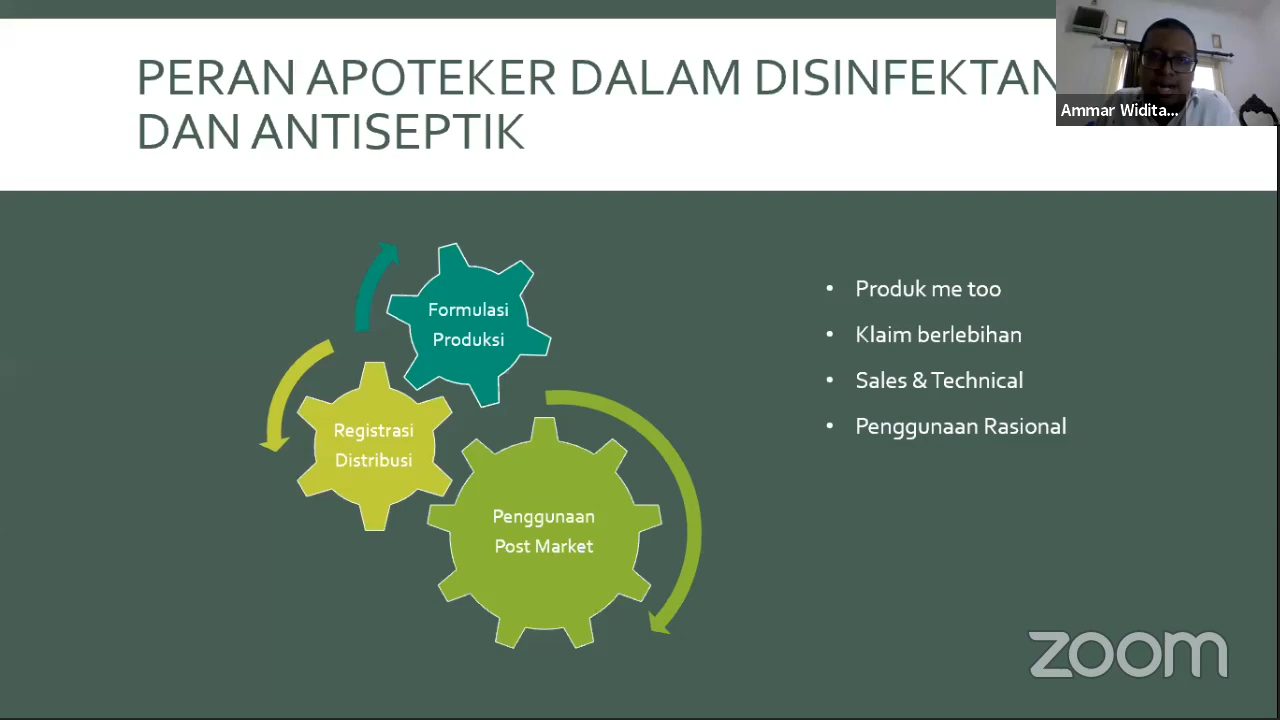 PERAN APOTEKER DALAM DISINFEKTAN
DAN ANTISEPTIK
Ammar Widita...
Formulasi
Produksi
Registrasi
Distribusi
Penggunaan
Post Market
• Produk me too
• Klaim berlebihan
• Sales & Technical
• Penggunaan Rasional
zoom